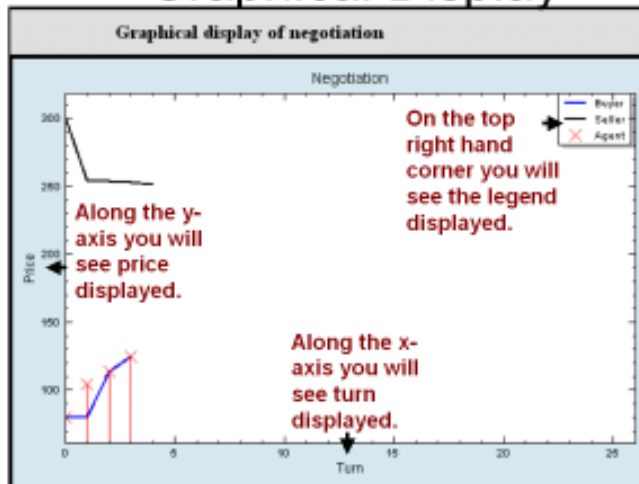 Graphical display of negotiation
Negotiation
Buyer
Seller
Agent
On the top
right hand
corner you will
see the legend
displayed.
Along the y-
axis you will
see price
displayed.
Along the x-
axis you will
see turn
displayed.
Price
300
250
200
150
100
0
5
10
15
20
25
Turn